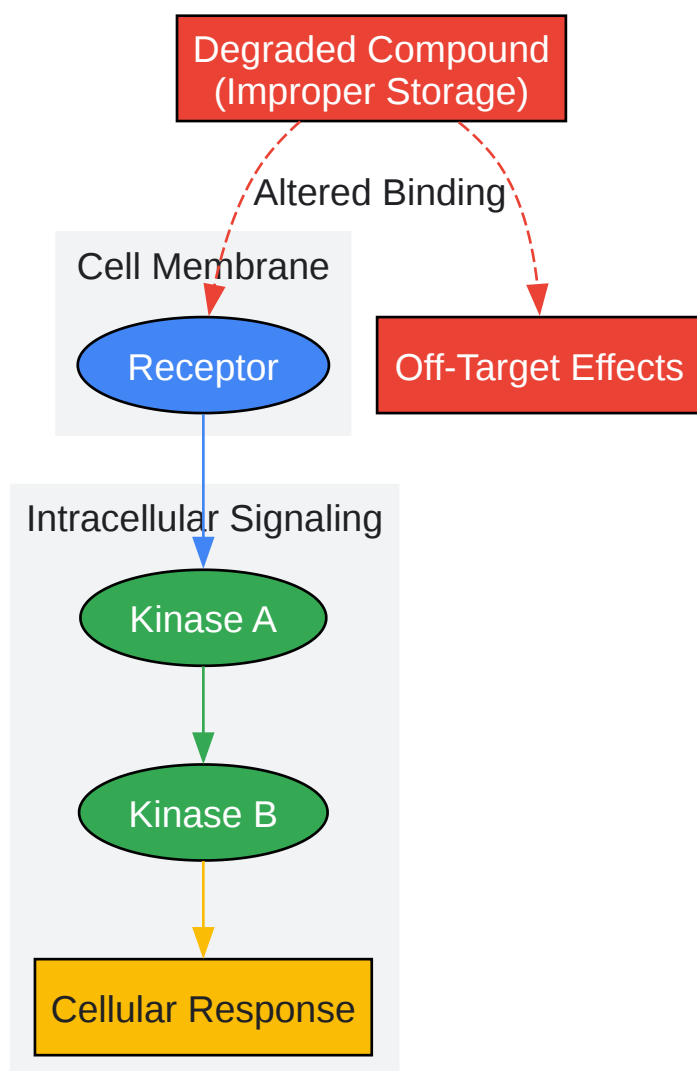 Degraded Compound
(Improper Storage)
Altered Binding
Cell Membrane
Receptor
Off-Target Effects
Intracellular Signaling
Kinase A
Kinase B
Cellular Response